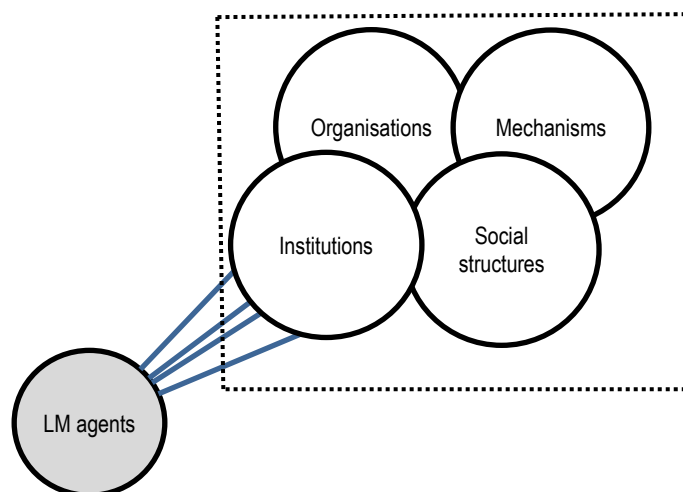 Organisations
Mechanisms
Institutions
Social
structures
LM agents